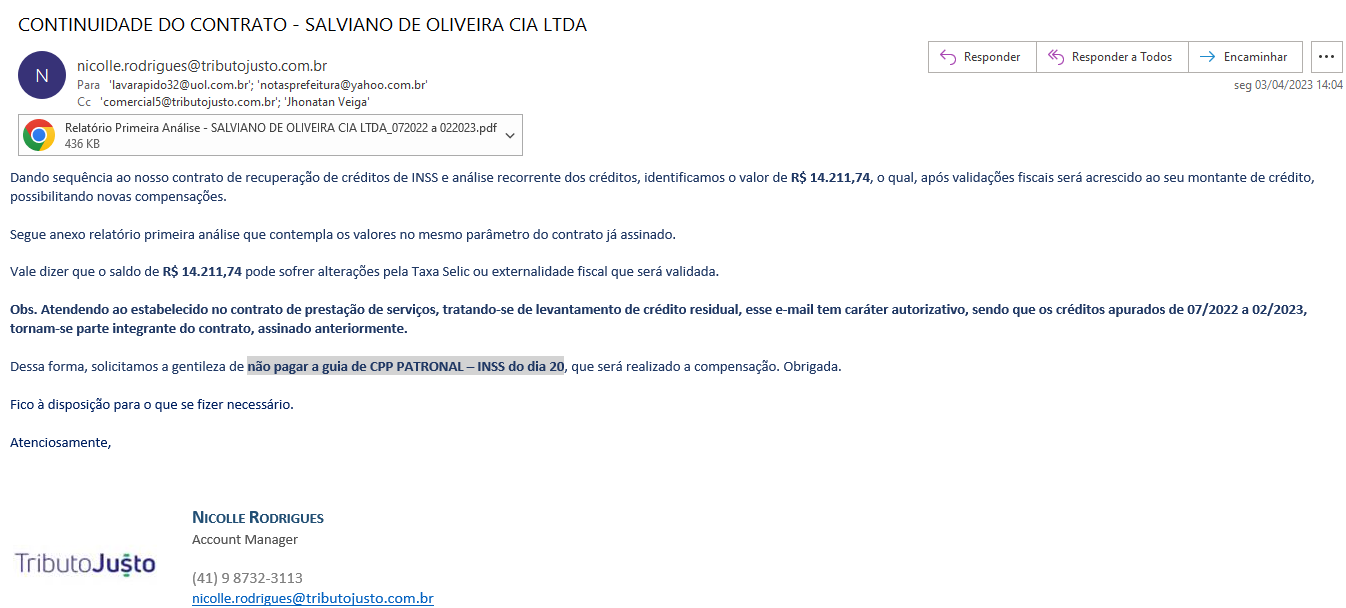 CONTINUIDADE DO CONTRATO - SALVIANO DE OLIVEIRA CIA LTDA
N
nicolle.rodrigues@tributojusto.com.br
Para 'lavarapido32@uol.com.br'; 'notasprefeitura@yahoo.com.br'
Cc 'comercial5@tributojusto.com.br'; 'Jhonatan Veiga'
Responder
Responder a Todos
Encaminhar
...
seg 03/04/2023 14:04
Relatório Primeira Análise - SALVIANO DE OLIVEIRA CIA LTDA_072022 a 022023.pdf
436 KB
Dando sequência ao nosso contrato de recuperação de créditos de INSS e análise recorrente dos créditos, identificamos o valor de R$ 14.211,74, o qual, após validações fiscais será acrescido ao seu montante de crédito,
possibilitando novas compensações.
Segue anexo relatório primeira análise que contempla os valores no mesmo parâmetro do contrato já assinado.
Vale dizer que o saldo de R$ 14.211,74 pode sofrer alterações pela Taxa Selic ou externalidade fiscal que será validada.
Obs. Atendendo ao estabelecido no contrato de prestação de serviços, tratando-se de levantamento de crédito residual, esse e-mail tem caráter autorizativo, sendo que os créditos apurados de 07/2022 a 02/2023,
tornam-se parte integrante do contrato, assinado anteriormente.
Dessa forma, solicitamos a gentileza de não pagar a guia de CPP PATRONAL – INSS do dia 20, que será realizado a compensação. Obrigada.
Fico à disposição para o que se fizer necessário.
Atenciosamente,
NICOLLE RODRIGUES
Account Manager
TributoJusto
(41) 9 8732-3113
nicolle.rodrigues@tributojusto.com.br